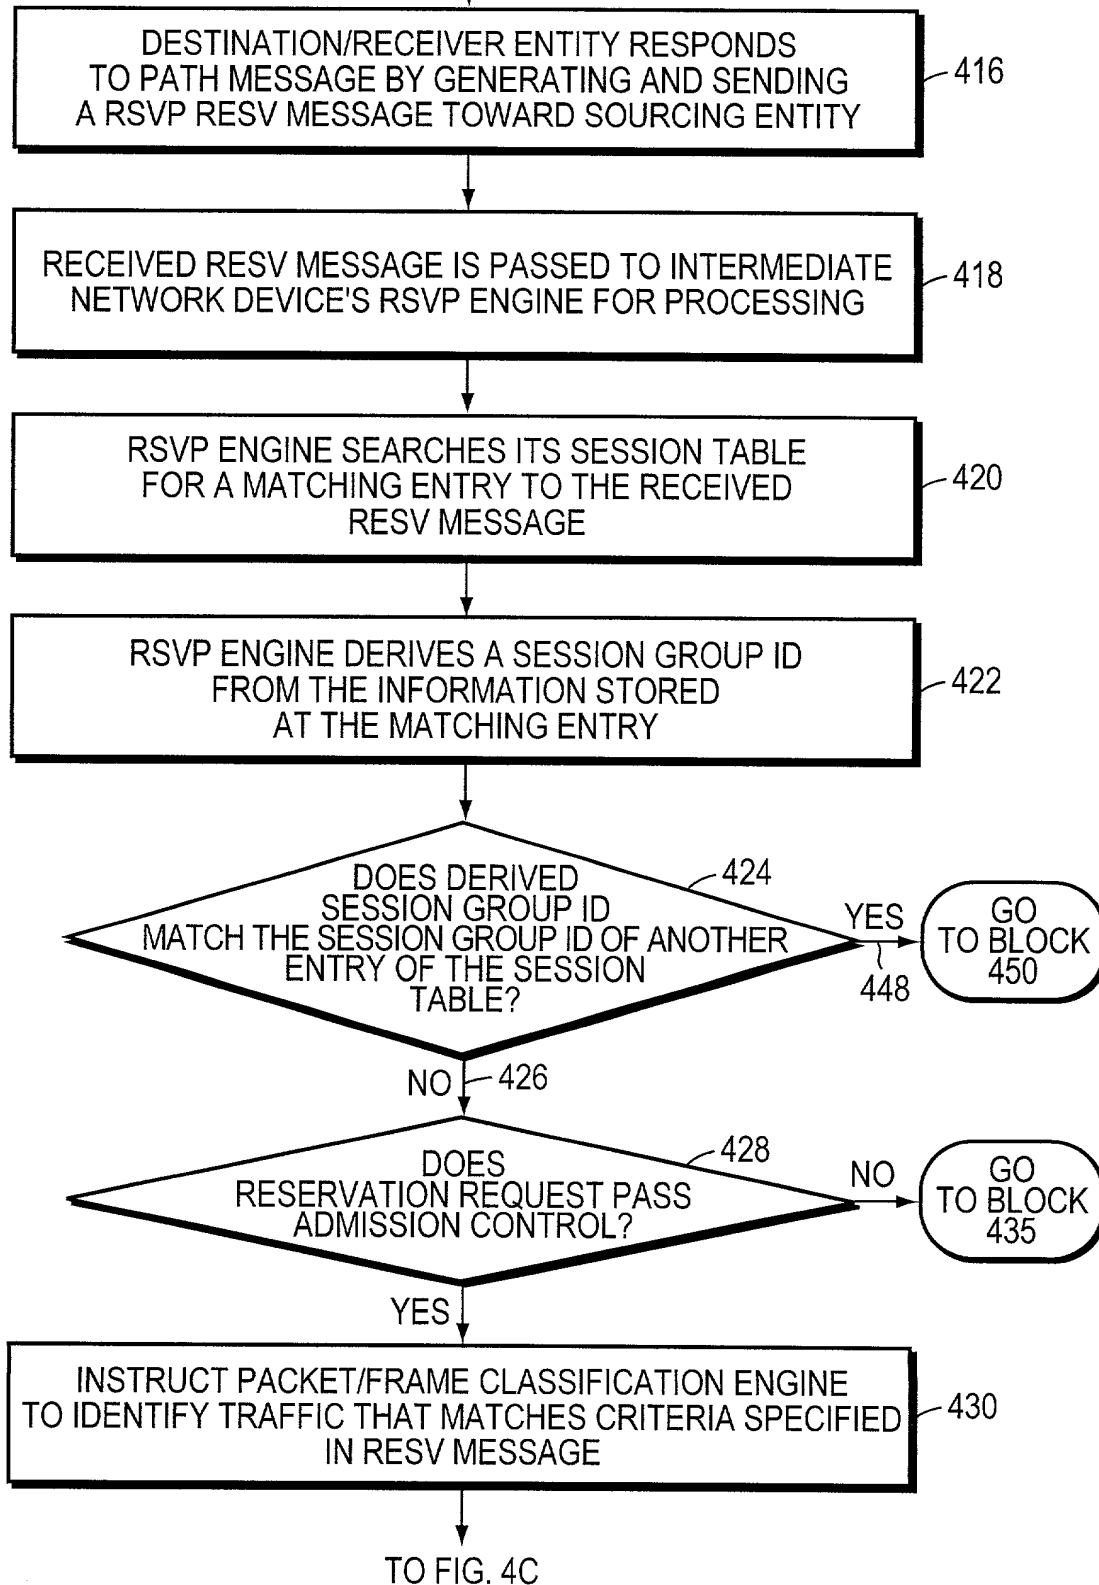 DESTINATION/RECEIVER ENTITY RESPONDS
TO PATH MESSAGE BY GENERATING AND SENDING
A RSVP RESV MESSAGE TOWARD SOURCING ENTITY
416
RECEIVED RESV MESSAGE IS PASSED TO INTERMEDIATE
NETWORK DEVICE'S RSVP ENGINE FOR PROCESSING
418
RSVP ENGINE SEARCHES ITS SESSION TABLE
FOR A MATCHING ENTRY TO THE RECEIVED
RESV MESSAGE
420
RSVP ENGINE DERIVES A SESSION GROUP ID
FROM THE INFORMATION STORED
AT THE MATCHING ENTRY
422
DOES DERIVED
SESSION GROUP ID
MATCH THE SESSION GROUP ID OF ANOTHER
ENTRY OF THE SESSION
TABLE?
424
YES
448
GO
TO BLOCK
450
NO
426
DOES
RESERVATION REQUEST PASS
ADMISSION CONTROL?
428
NO
GO
TO BLOCK
435
YES
INSTRUCT PACKET/FRAME CLASSIFICATION ENGINE
TO IDENTIFY TRAFFIC THAT MATCHES CRITERIA SPECIFIED
IN RESV MESSAGE
430
TO FIG. 4C